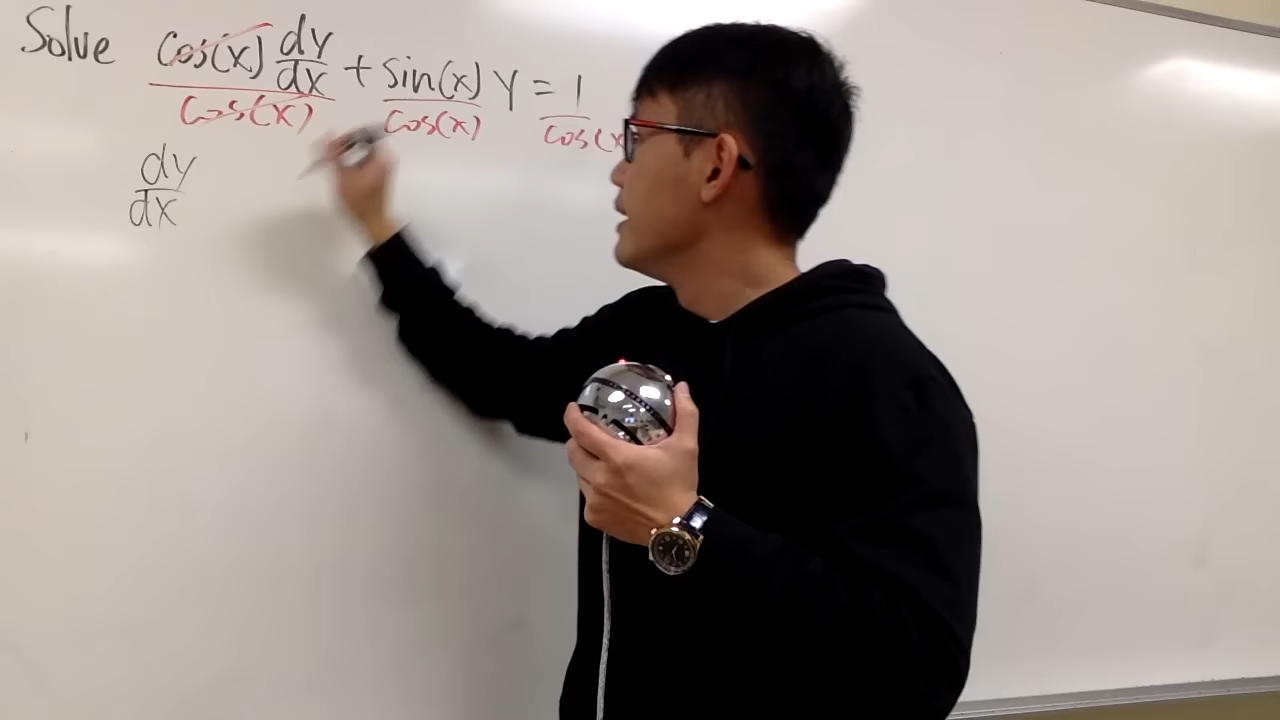 Solve cos(x) dy/dx + sin(x) y = 1
cos(x) cos(x) cos(x
dy
dx